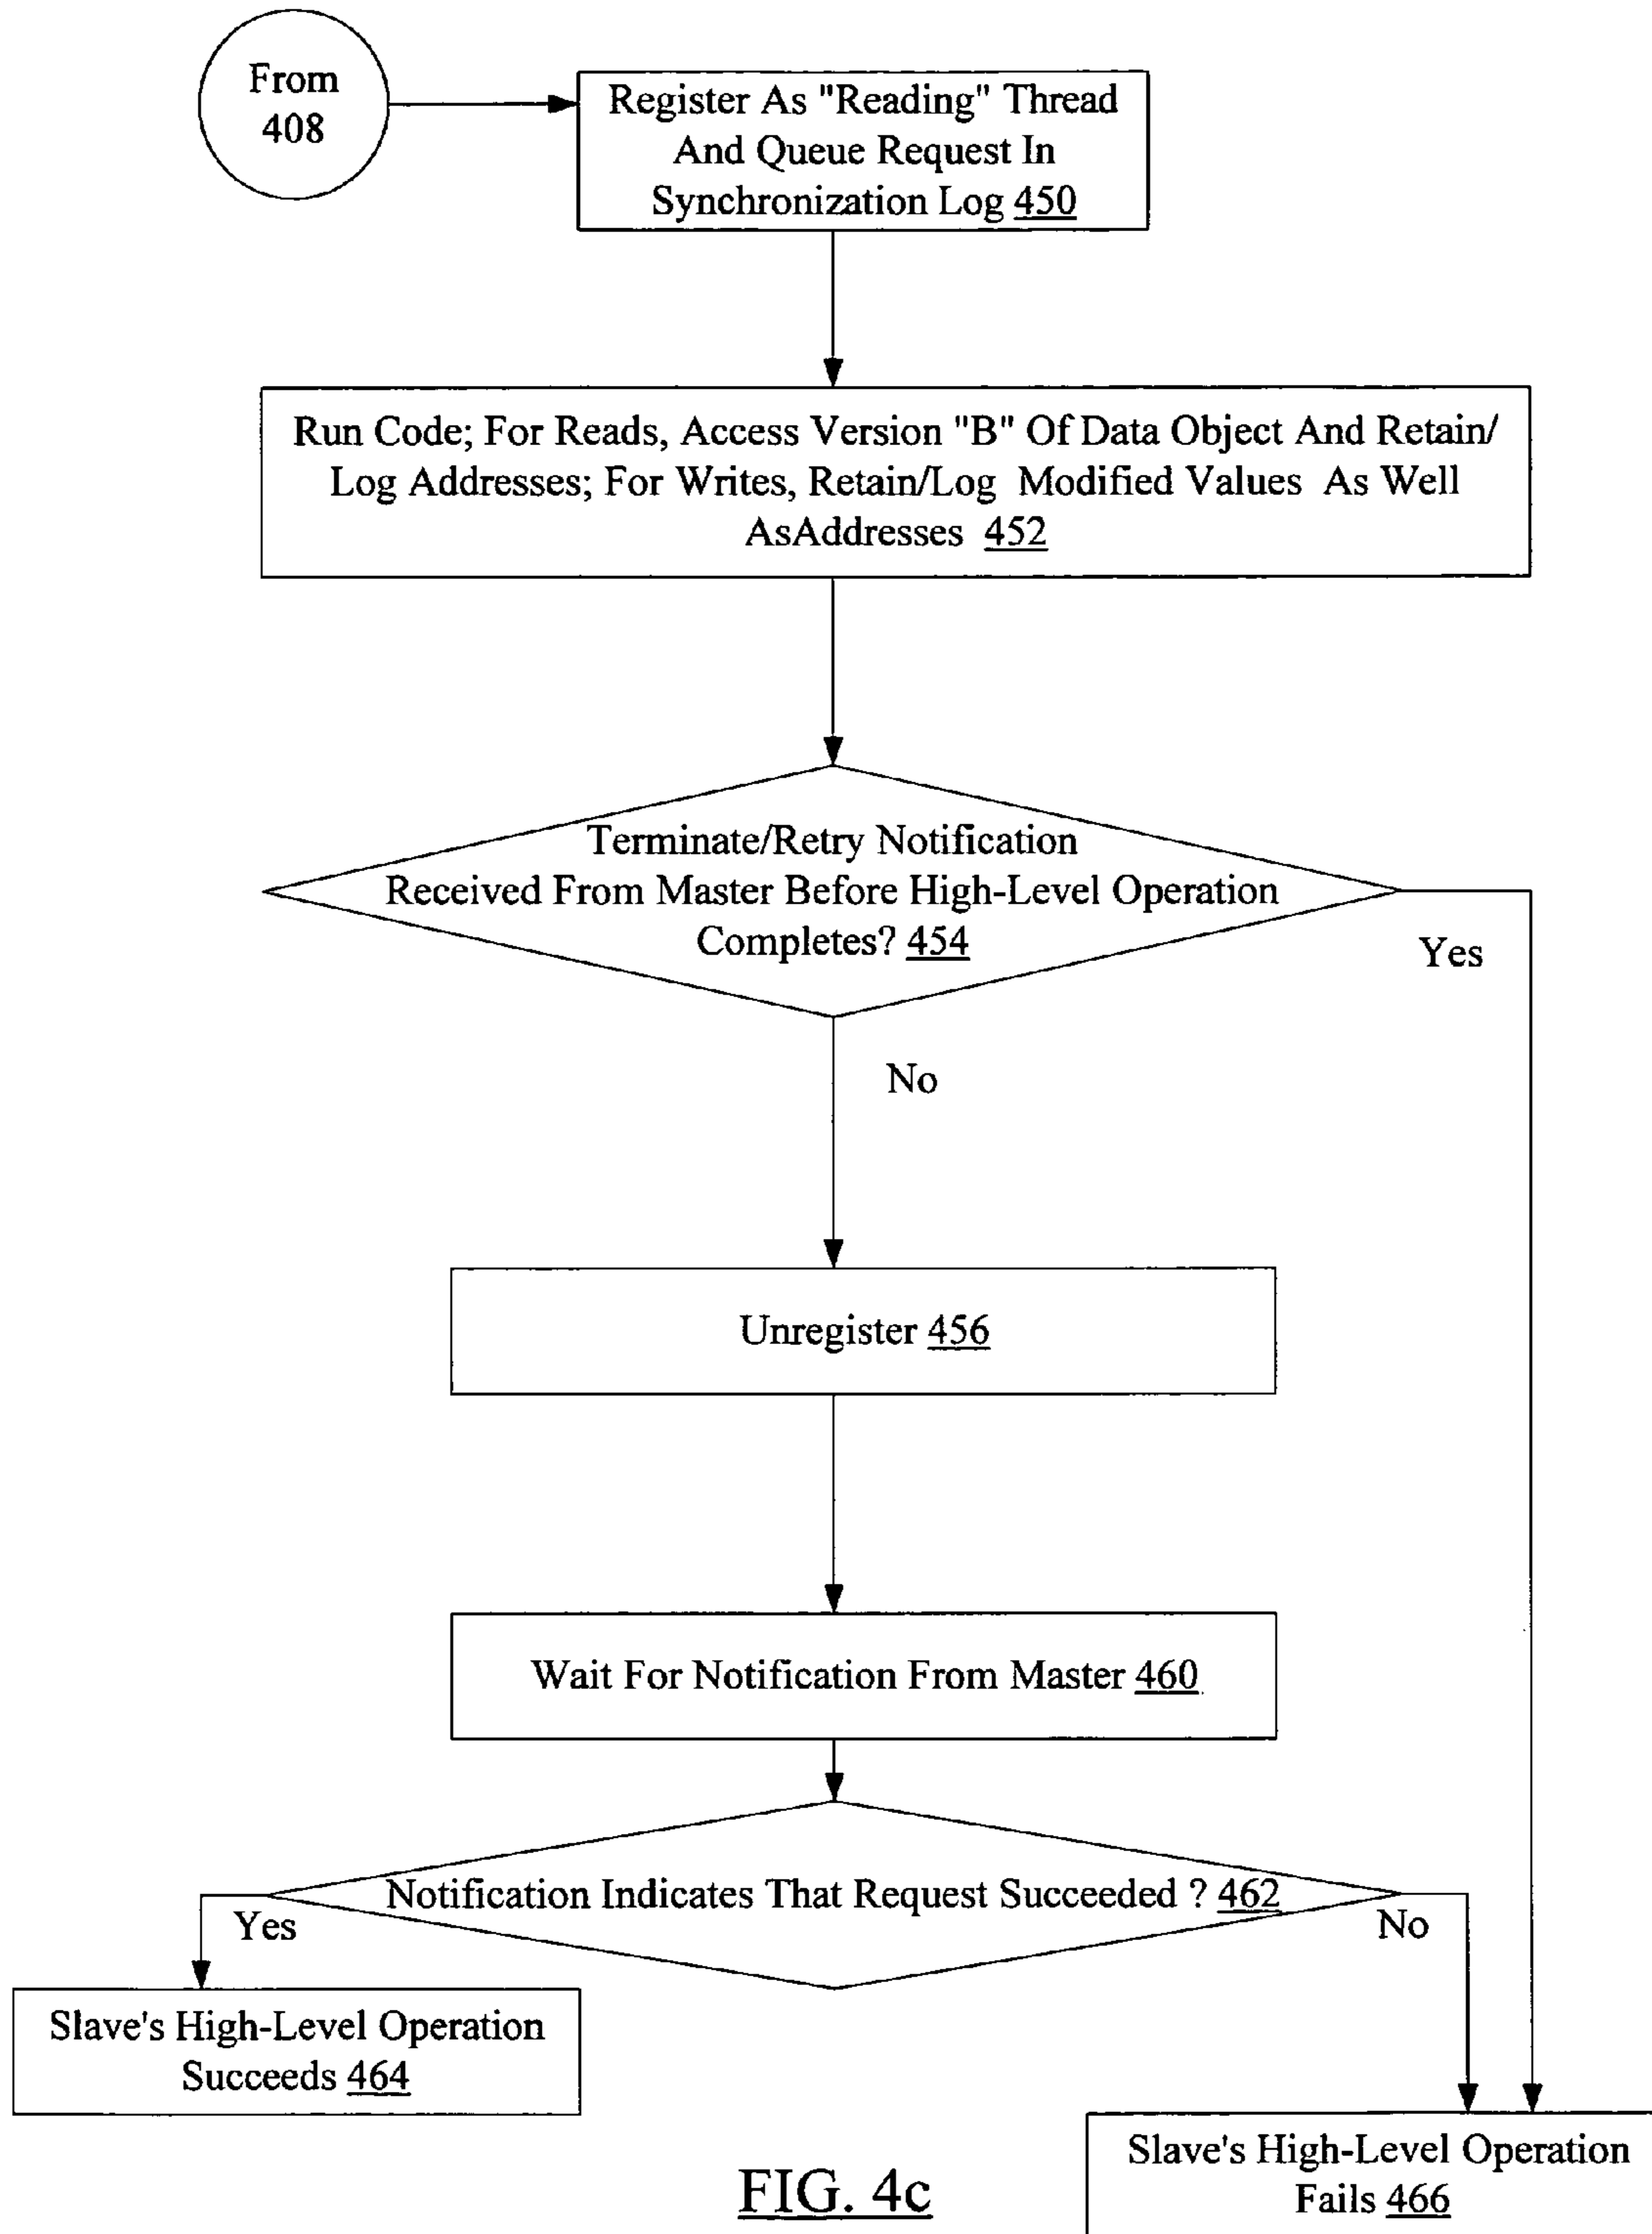 From
408
Register As "Reading" Thread
And Queue Request In
Synchronization Log 450
Run Code; For Reads, Access Version "B" Of Data Object And Retain/
Log Addresses; For Writes, Retain/Log Modified Values As Well
AsAddresses 452
Terminate/Retry Notification
Received From Master Before High-Level Operation
Completes? 454
Yes
No
Unregister 456
Wait For Notification From Master 460
Notification Indicates That Request Succeeded ? 462
Yes
No
Slave's High-Level Operation
Succeeds 464
Slave's High-Level Operation
Fails 466
FIG. 4c